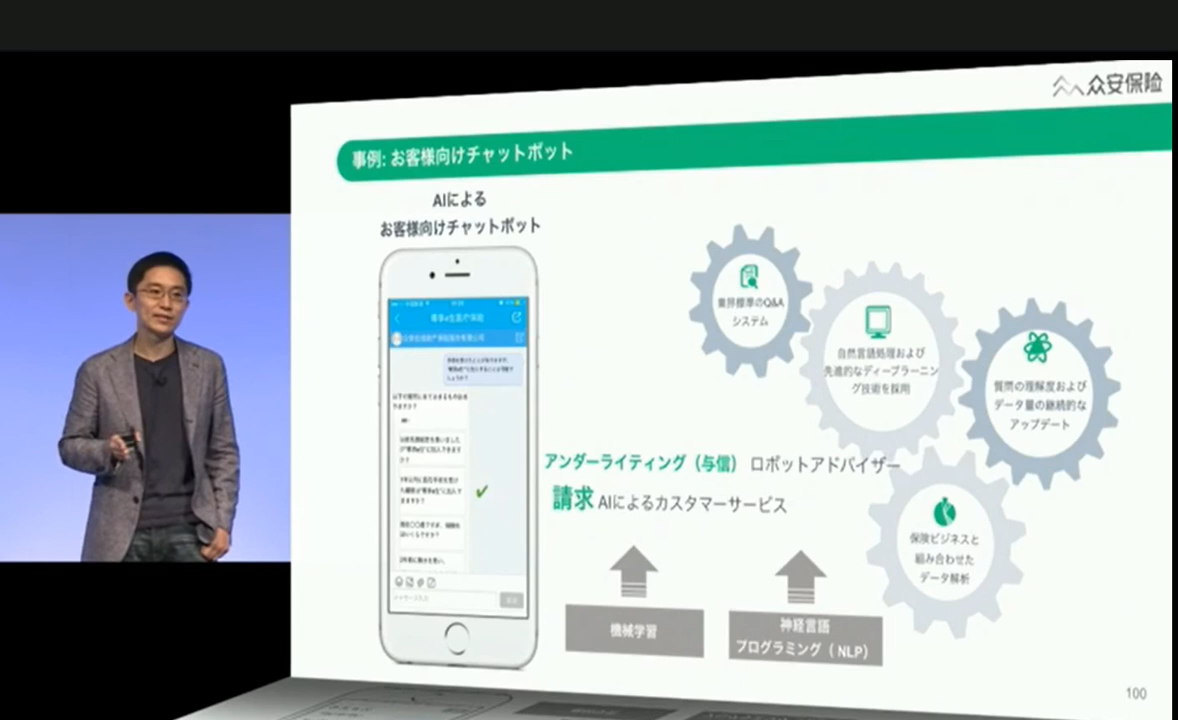 众安保险
事例: お客様向けチャットボット
AIによる
お客様向けチャットボット
業界標準のQ&A
システム
自然言語処理および
先進的なディープラーニン
グ技術を採用
質問の理解度および
データ量の継続的な
アップデート
アンダーライティング（与信） ロボットアドバイザー
請求 AIによるカスタマーサービス
保険ビジネスと
組み合わせた
データ解析
機械学習
神経言語
プログラミング（ NLP）
100